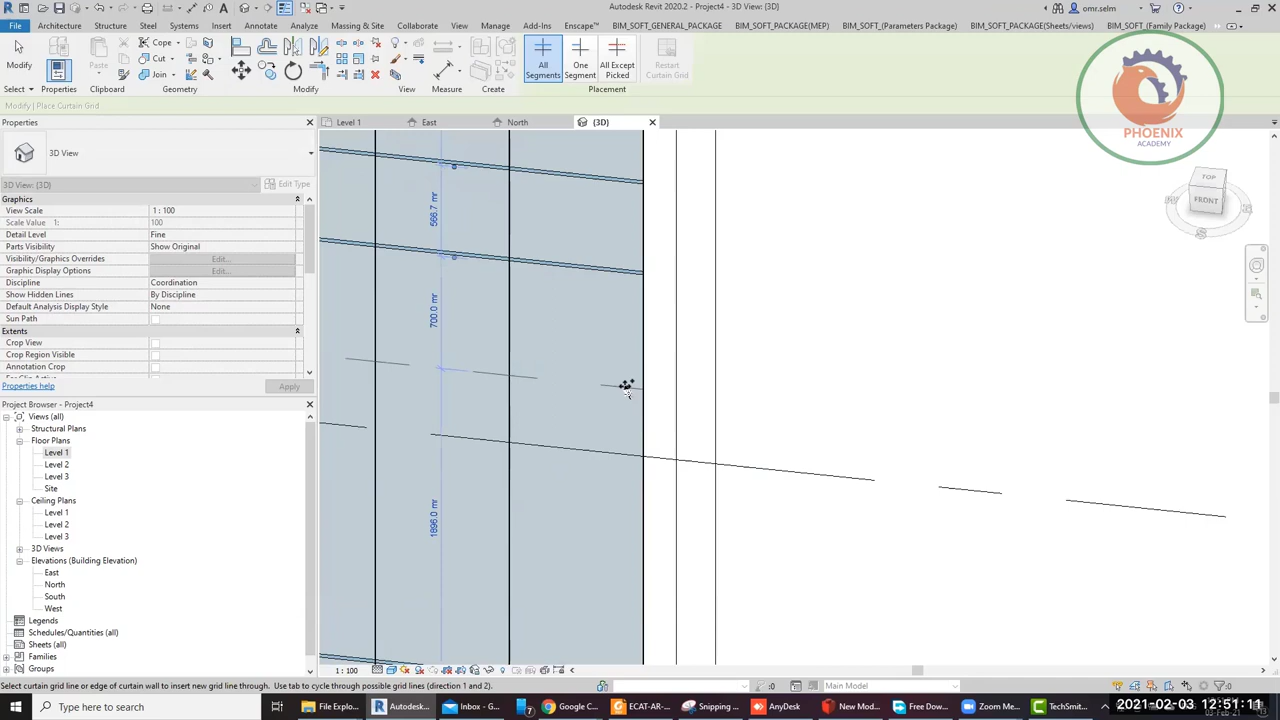 Autodesk Revit 2020.2 - Project4 - 3D View: {3D}
omr.selm
File
Architecture
Structure
Steel
Systems
Insert
Annotate
Analyze
Massing & Site
Collaborate
View
Manage
Add-Ins
Enscape™
BIM_SOFT_GENERAL_PACKAGE
BIM_SOFT_PACKAGE(MEP)
BIM_SOFT_(Parameters Package)
BIM_SOFT_PACKAGE(Sheets/views)
BIM_SOFT_(Family Package)
Modify
Paste
Cope
Cut
Join
All Segments
One Segment
All Except Picked
Restart Curtain Grid
Select
Properties
Clipboard
Geometry
Modify
View
Measure
Create
Placement
Modify | Place Curtain Grid
PHOENIX
ACADEMY
Properties
Level 1
East
North
{3D}
3D View
3D View: {3D}
Edit Type
Graphics
View Scale
1 : 100
Scale Value 1:
100
Detail Level
Fine
Parts Visibility
Show Original
Visibility/Graphics Overrides
Edit...
Graphic Display Options
Edit...
Discipline
Coordination
Show Hidden Lines
By Discipline
Default Analysis Display Style
None
Sun Path
Extents
Crop View
Crop Region Visible
Annotation Crop
Properties help
Apply
Project Browser - Project4
Views (all)
Structural Plans
Floor Plans
Level 1
Level 2
Level 3
Site
Ceiling Plans
Level 1
Level 2
Level 3
3D Views
Elevations (Building Elevation)
East
North
South
West
Legends
Schedules/Quantities (all)
Sheets (all)
Families
Groups
566.7 mr
700.0 mr
1896.0 mr
TOP
FRONT
S
1 : 100
Select curtain grid line or edge of curtain wall to insert new grid line through. Use tab to cycle through possible grid lines (direction 1 and 2).
:0
Main Model
:0
Type here to search
File Explo...
Autodesk...
Inbox - G...
Google C...
ECAT-AR-...
Snipping ...
AnyDesk
New Mod...
Free Dow...
Zoom Me...
TechSmit...
2021-02-03 12:51:11